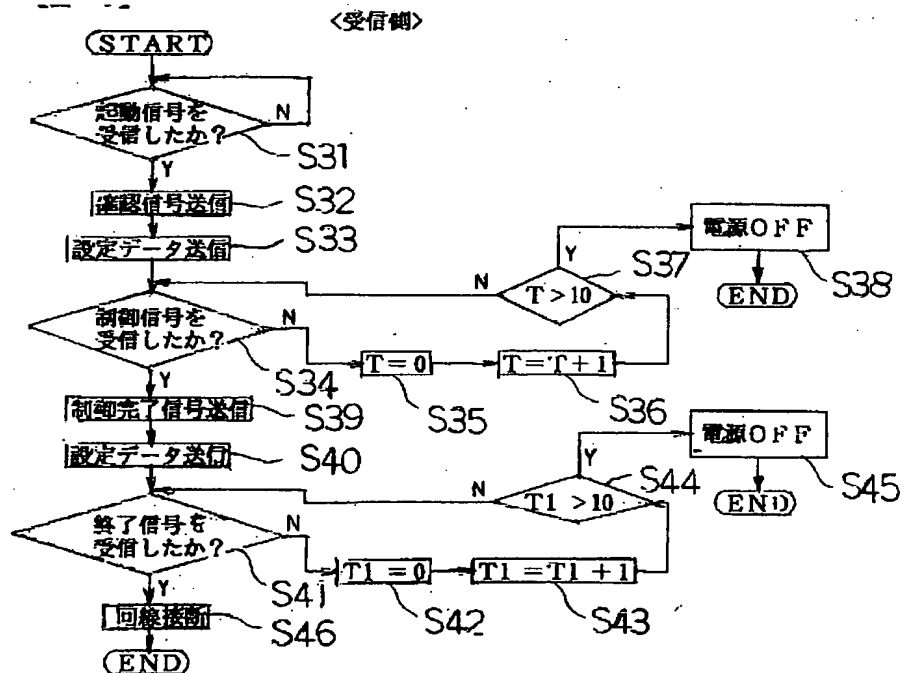 <受信側>
START
起動信号を
受信したか?
N
S31
Y
確認信号送信
S32
設定データ送信
S33
電源OFF
S38
END
Y
S37
N
T>10
制御信号を
受信したか?
N
S34
T=0
S35
T=T+1
S36
Y
制御完了信号送信
S39
設定データ送信
S40
電源OFF
S45
END
Y
S44
N
T1 >10
終了信号を
受信したか?
N
S41
T1 =0
S42
T1 =T1 +1
S43
Y
回線
S46
END